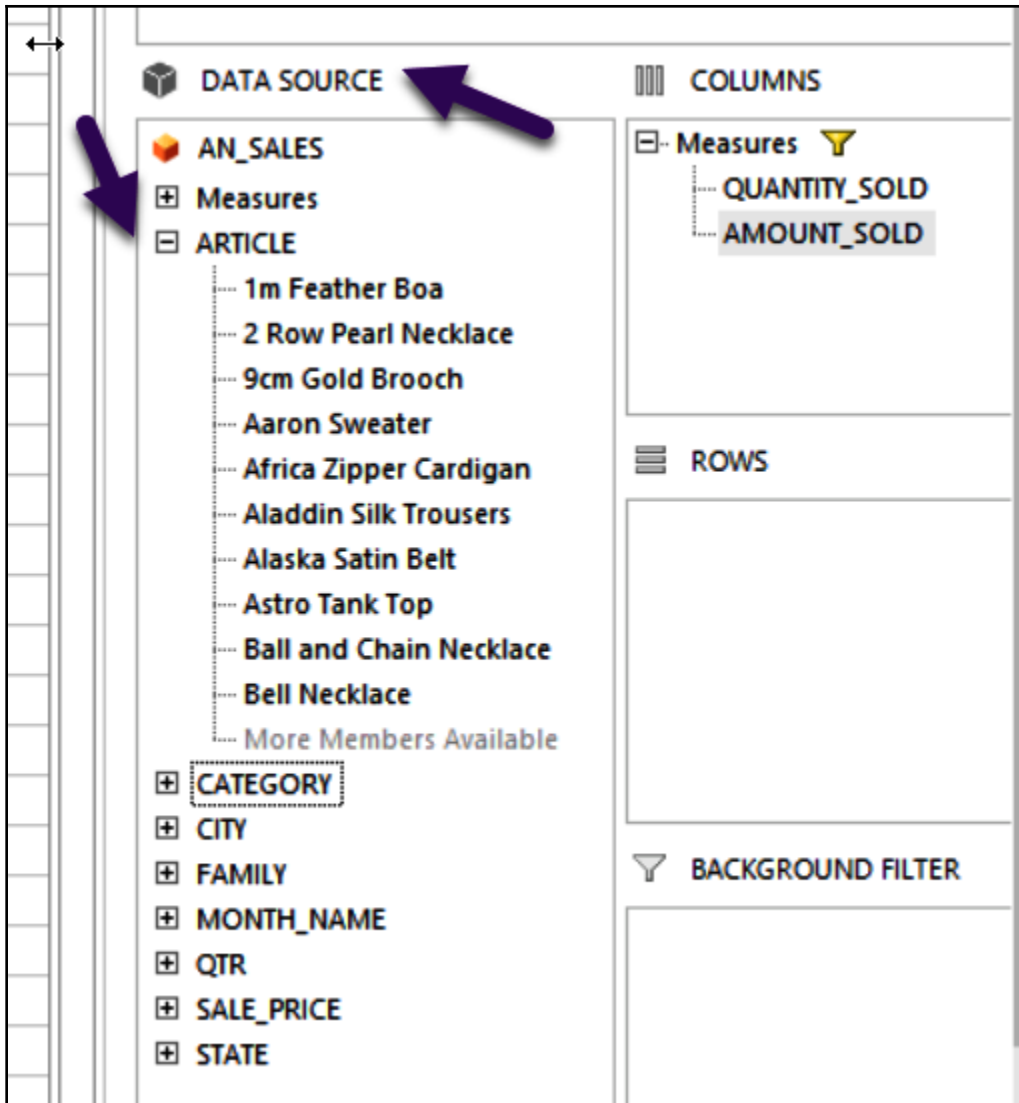 DATA SOURCE
AN_SALES
Measures
ARTICLE
1m Feather Boa
2 Row Pearl Necklace
9cm Gold Brooch
Aaron Sweater
Africa Zipper Cardigan
Aladdin Silk Trousers
Alaska Satin Belt
Astro Tank Top
Ball and Chain Necklace
Bell Necklace
More Members Available
CATEGORY
CITY
FAMILY
MONTH_NAME
QTR
SALE_PRICE
STATE
COLUMNS
Measures
QUANTITY_SOLD
AMOUNT_SOLD
ROWS
BACKGROUND FILTER